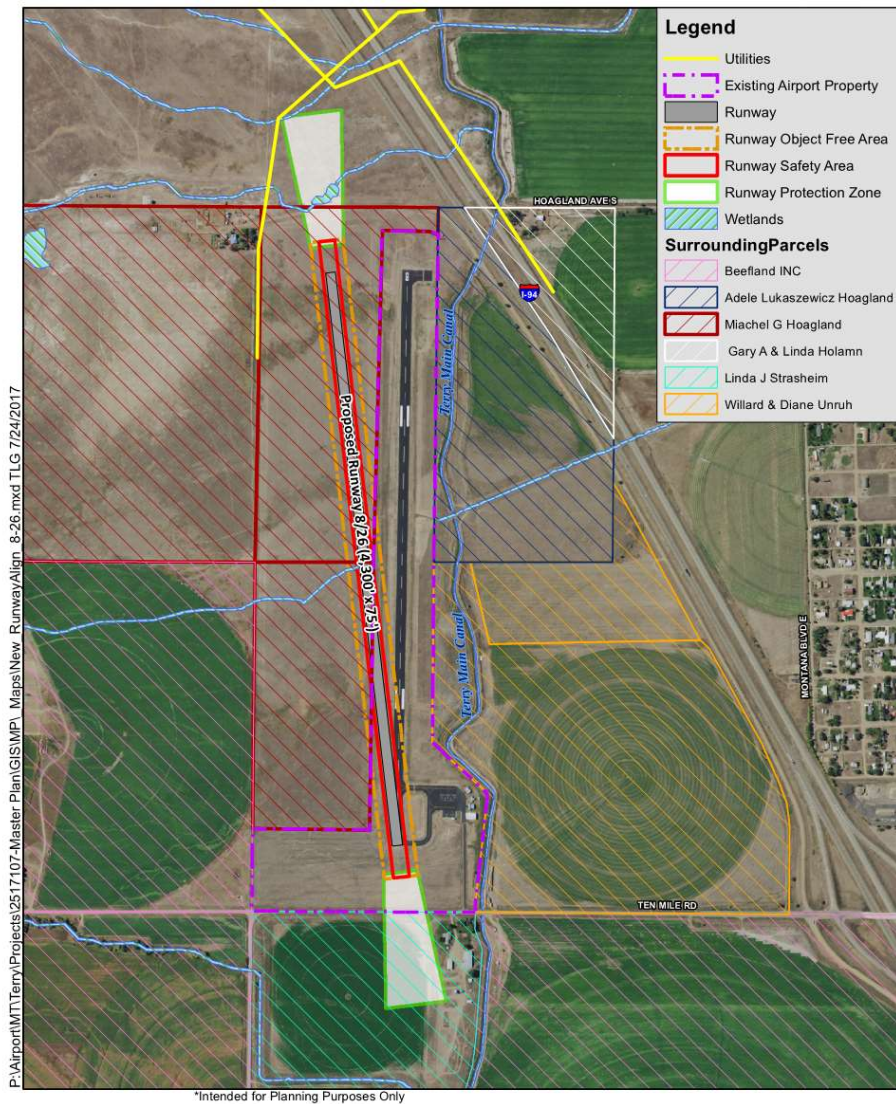 Legend
Utilities
Existing Airport Property
Runway
Runway Object Free Area
Runway Safety Area
Runway Protection Zone
Wetlands
SurroundingParcels
Beefland INC
Adele Lukaszewicz Hoagland
Miachel G Hoagland
Gary A & Linda Holamn
Linda J Strasheim
Willard & Diane Unruh
HOAGLAND AVE S
I-94
Terry Main Canal
Proposed Runway 8/26 (4,300' x 75')
Terry Main Canal
MONTANA BLVD E
TEN MILE RD
P:\Airport\MT\Terry\Projects\2517107-Master Plan\GIS\MP\_Maps\New_RunwayAlign_8-26.mxd TLG 7/24/2017
*Intended for Planning Purposes Only